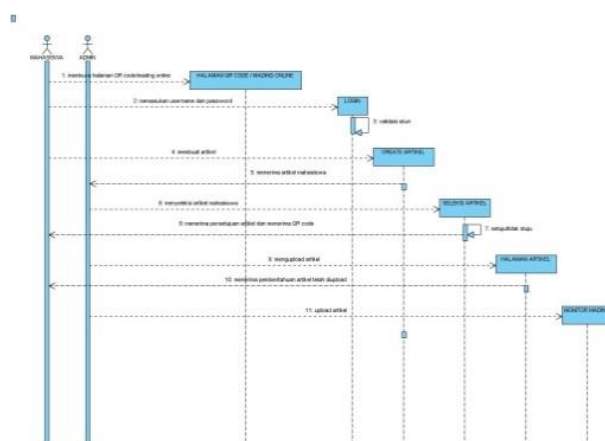 MAHASISWA
ADMIN
1: membuka halaman QR code/mading online
HALAMAN QR CODE / MADING ONLINE
2: memasukan username dan password
LOGIN
3: validasi akun
4: membuat artikel
CREATE ARTIKEL
5: menerima artikel mahasiswa
6: menyeleksi artikel mahasiswa
SELEKSI ARTIKEL
7: setuju/tidak setuju
8: menerima persetujuan artikel dan menerima QR code
9: mengupload artikel
HALAMAN ARTIKEL
10: menerima pemberitahuan artikel telah diupload
11: upload artikel
MONITOR MADING